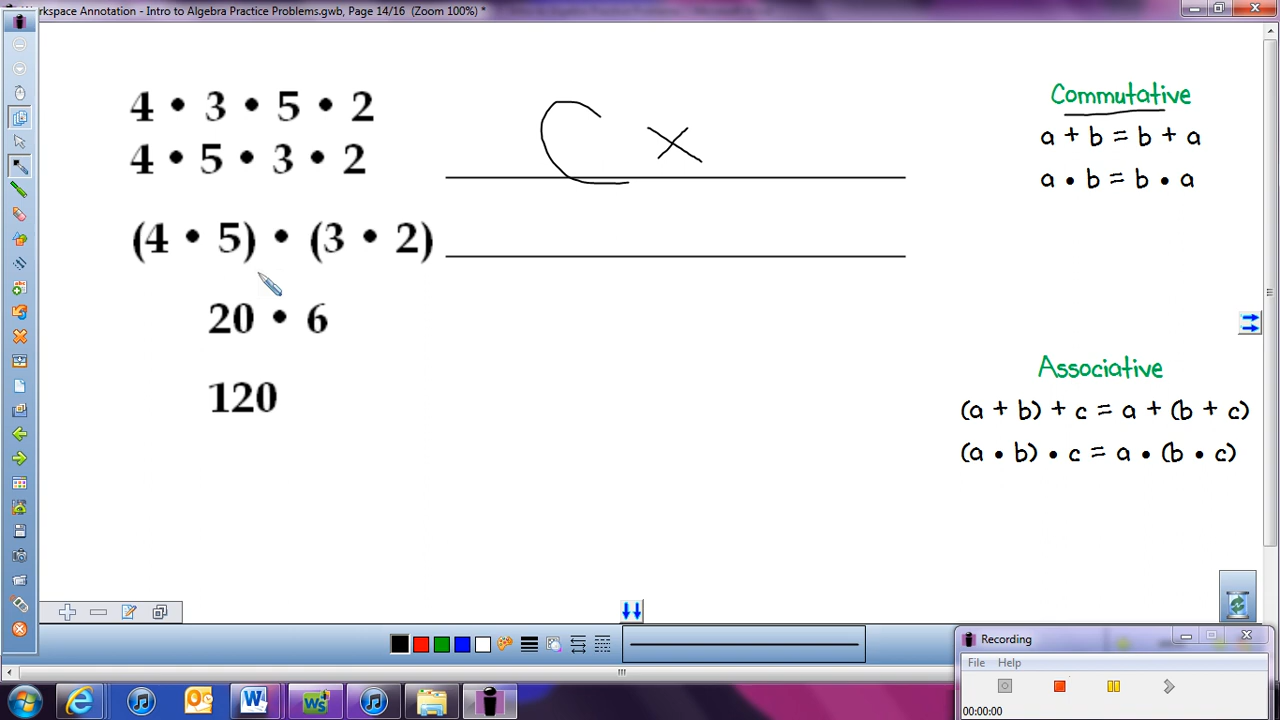 Workspace Annotation - Intro to Algebra Practice Problems.gwb, Page 14/16 (Zoom 100%) *
4 • 3 • 5 • 2
4 • 5 • 3 • 2
C x
(4 • 5) • (3 • 2)
20 • 6
120
Commutative
a + b = b + a
a • b = b • a
Associative
(a + b) + c = a + (b + c)
(a • b) • c = a • (b • c)
Recording
File Help
00:00:00